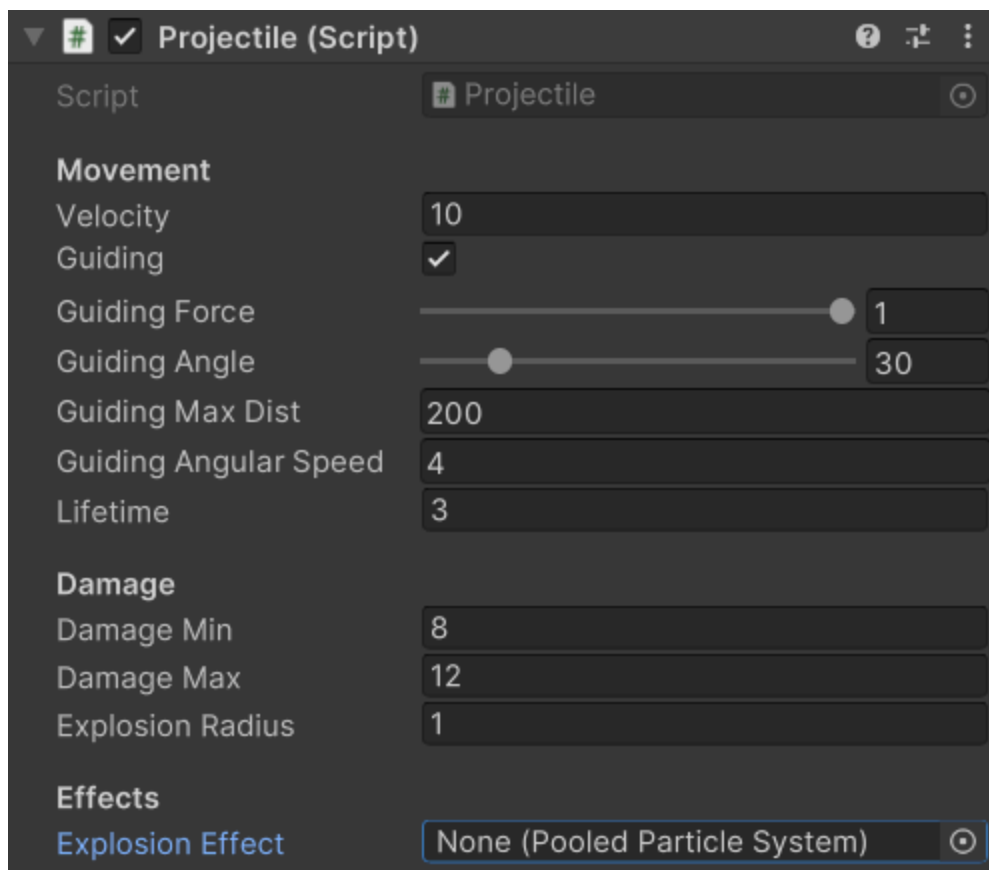 Projectile (Script)
Script # Projectile
Movement
Velocity 10
Guiding
Guiding Force 1
Guiding Angle 30
Guiding Max Dist 200
Guiding Angular Speed 4
Lifetime 3
Damage
Damage Min 8
Damage Max 12
Explosion Radius 1
Effects
Explosion Effect None (Pooled Particle System)